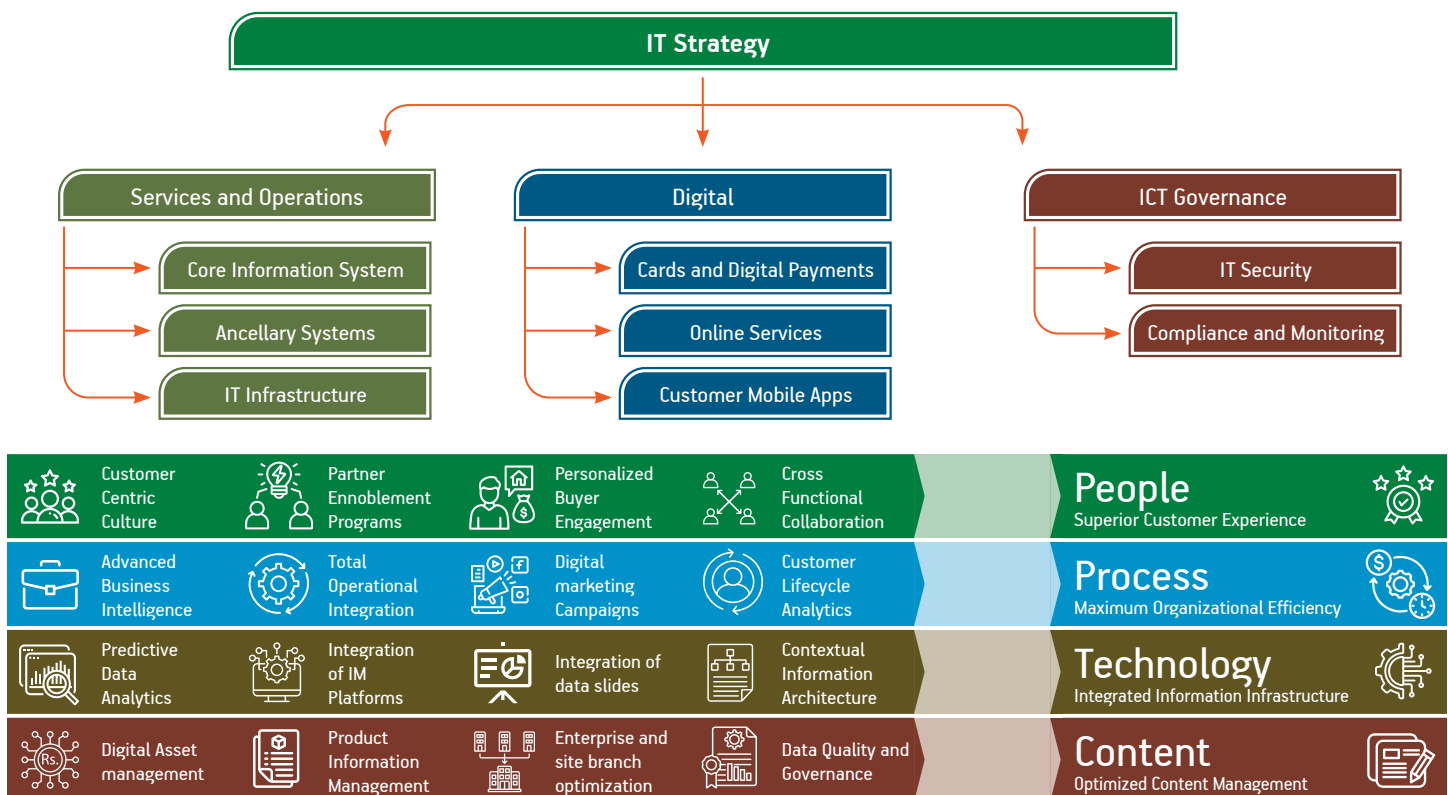 IT Strategy
Services and Operations
Core Information System
Ancellary Systems
IT Infrastructure
Digital
Cards and Digital Payments
Online Services
Customer Mobile Apps
ICT Governance
IT Security
Compliance and Monitoring
Customer
Centric
Culture
Partner
Ennoblement
Programs
Personalized
Buyer
Engagement
Cross
Functional
Collaboration
People
Superior Customer Experience
Advanced
Business
Intelligence
Total
Operational
Integration
Digital
marketing
Campaigns
Customer
Lifecycle
Analytics
Process
Maximum Organizational Efficiency
Predictive
Data
Analytics
Integration
of IM
Platforms
Integration of
data slides
Contextual
Information
Architecture
Technology
Integrated Information Infrastructure
Rs.
Digital Asset
management
Product
Information
Management
Enterprise and
site branch
optimization
Data Quality and
Governance
Content
Optimized Content Management